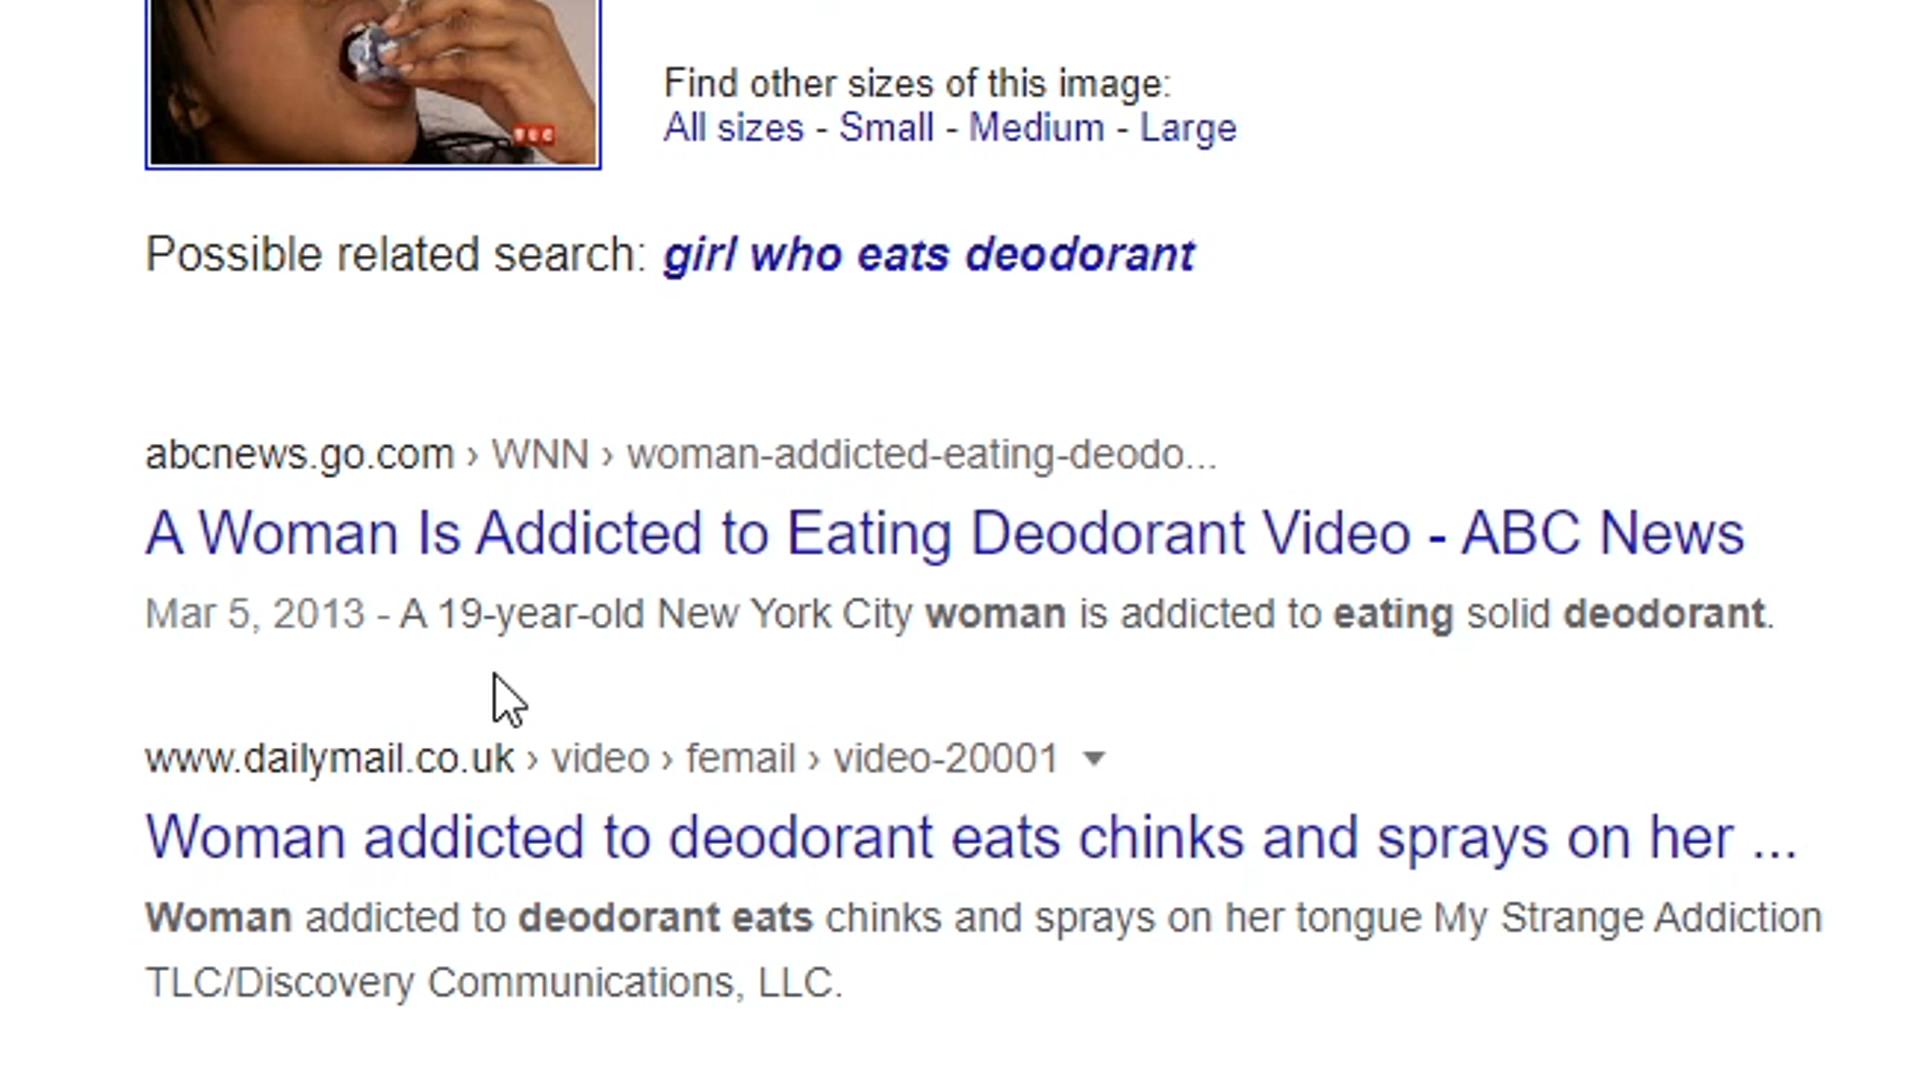 TLC
Find other sizes of this image:
All sizes - Small - Medium - Large
Possible related search: girl who eats deodorant
abcnews.go.com › WNN › woman-addicted-eating-deodo...
A Woman Is Addicted to Eating Deodorant Video - ABC News
Mar 5, 2013 - A 19-year-old New York City woman is addicted to eating solid deodorant.
www.dailymail.co.uk › video › femail › video-20001
Woman addicted to deodorant eats chinks and sprays on her ...
Woman addicted to deodorant eats chinks and sprays on her tongue My Strange Addiction
TLC/Discovery Communications, LLC.